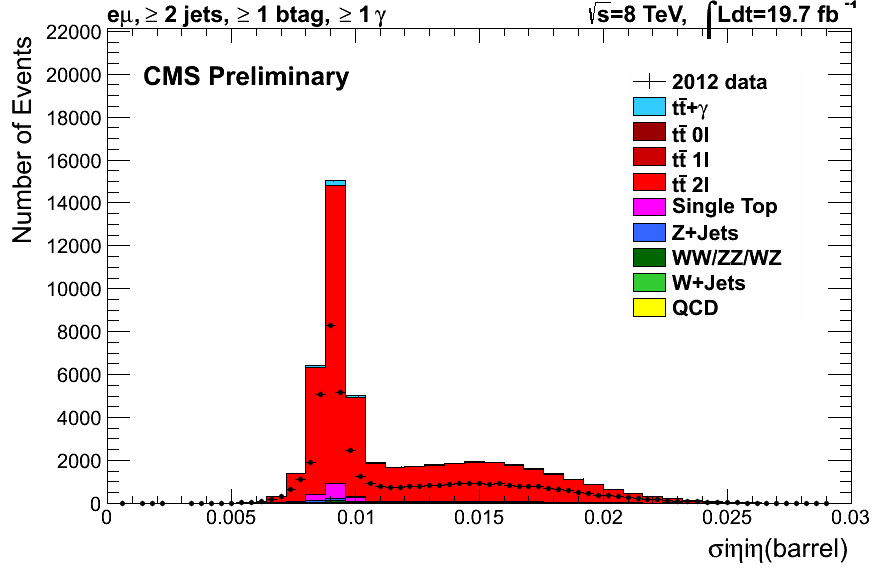 eμ, ≥ 2 jets, ≥ 1 btag, ≥ 1 γ
√s=8 TeV, ∫Ldt=19.7 fb⁻¹
CMS Preliminary
Number of Events
22000
20000
18000
16000
14000
12000
10000
8000
6000
4000
2000
0
2012 data
tt̄+γ
tt̄ 0l
tt̄ 1l
tt̄ 2l
Single Top
Z+Jets
WW/ZZ/WZ
W+Jets
QCD
0 0.005 0.01 0.015 0.02 0.025 0.03
σiηiη(barrel)